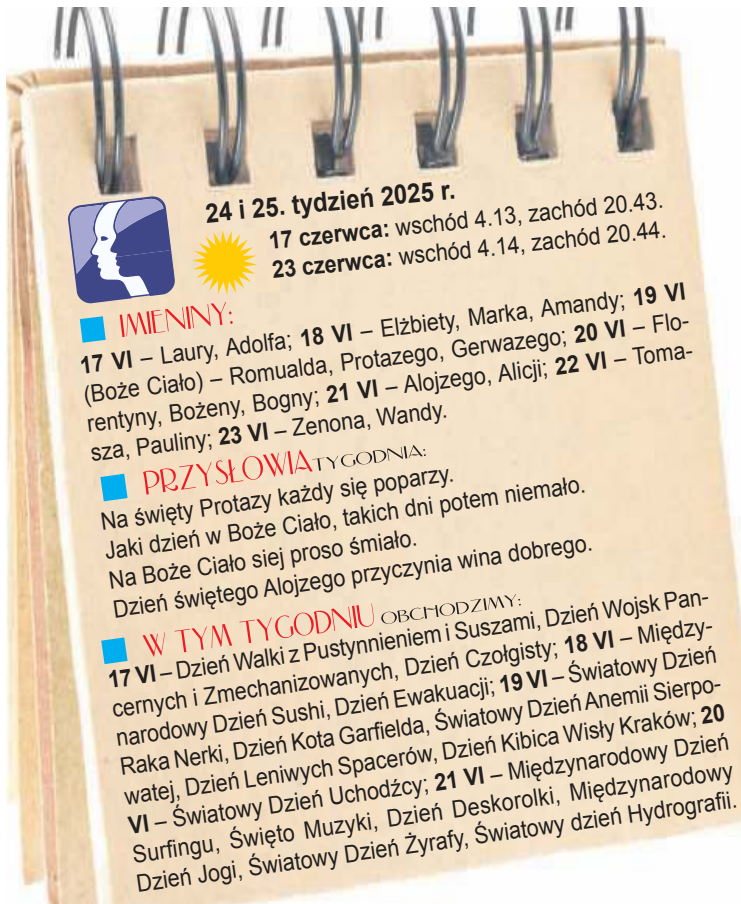 24 i 25. tydzień 2025 r.
17 czerwca: wschód 4.13, zachód 20.43.
23 czerwca: wschód 4.14, zachód 20.44.
IMIENINY:
17 VI – Laury, Adolfa; 18 VI – Elżbiety, Marka, Amandy; 19 VI
(Boże Ciało) – Romualda, Protazego, Gerwazego; 20 VI – Flo-
rentyny, Bożeny, Bogny; 21 VI – Alojzego, Alicji; 22 VI – Toma-
sza, Pauliny; 23 VI – Zenona, Wandy.
PRZYSŁOWIA TYGODNIA:
Na święty Protazy każdy się poparzy.
Jaki dzień w Boże Ciało, takich dni potem niemało.
Na Boże Ciało siej proso śmiało.
Dzień świętego Alojzego przyczynia wina dobrego.
W TYM TYGODNIU OBCHODZIMY:
17 VI – Dzień Walki z Pustynnieniem i Suszami, Dzień Wojsk Pan-
cernych i Zmechanizowanych, Dzień Czołgisty; 18 VI – Między-
narodowy Dzień Sushi, Dzień Ewakuacji; 19 VI – Światowy Dzień
Raka Nerki, Dzień Kota Garfielda, Światowy Dzień Anemii Sierpo-
watej, Dzień Leniwych Spacerów, Dzień Kibica Wisły Kraków; 20
VI – Światowy Dzień Uchodźcy; 21 VI – Międzynarodowy Dzień
Surfingu, Święto Muzyki, Dzień Deskorolki, Międzynarodowy
Dzień Jogi, Światowy Dzień Żyrafy, Światowy dzień Hydrografii.